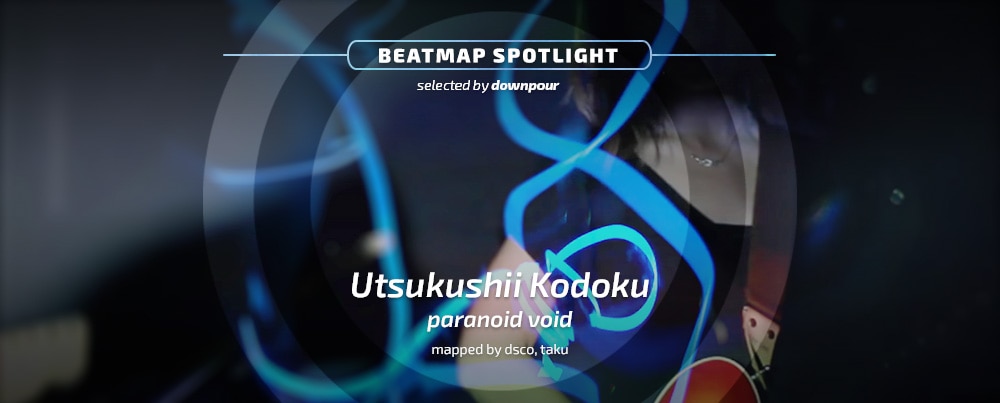 BEATMAP SPOTLIGHT
selected by downpour
Utsukushii Kodoku
paranoid void
mapped by dsco, taku